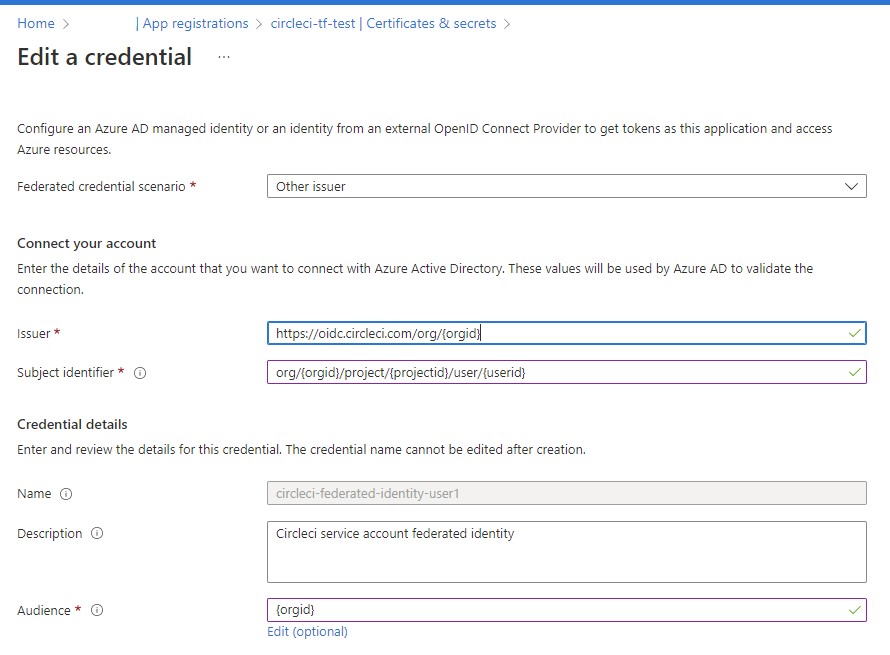 Home > | App registrations > circleci-tf-test | Certificates & secrets >
Edit a credential ...
Configure an Azure AD managed identity or an identity from an external OpenID Connect Provider to get tokens as this application and access
Azure resources.
Federated credential scenario * Other issuer
Connect your account
Enter the details of the account that you want to connect with Azure Active Directory. These values will be used by Azure AD to validate the
connection.
Issuer * https://oidc.circleci.com/org/{orgid}
Subject identifier * org/{orgid}/project/{projectid}/user/{userid}
Credential details
Enter and review the details for this credential. The credential name cannot be edited after creation.
Name circleci-federated-identity-user1
Description Circleci service account federated identity
Audience * {orgid}
Edit (optional)